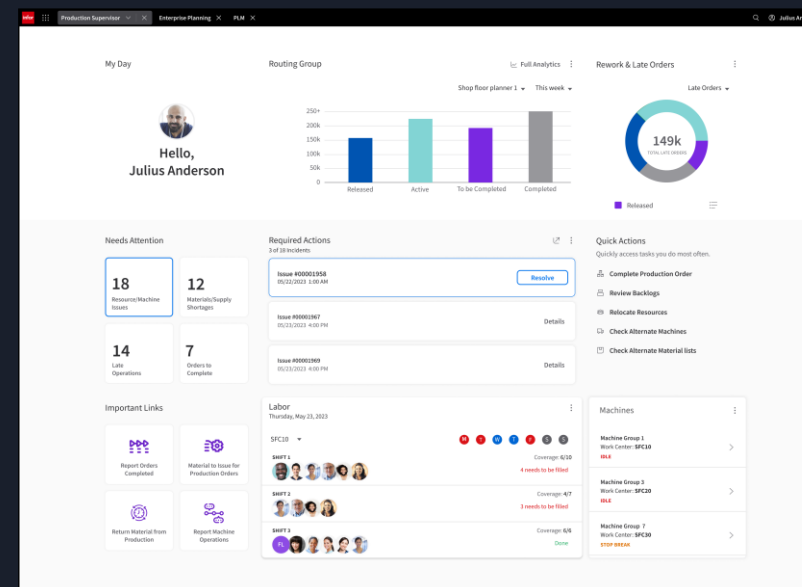 infor
Production Supervisor
Enterprise Planning
PLM
Julius An
My Day
Hello,
Julius Anderson
Routing Group
Full Analytics
Shop floor planner 1
This week
250+
200k
150k
100k
50k
0
Released
Active
To be Completed
Completed
Rework & Late Orders
Late Orders
149k
TOTAL LATE ORDERS
Released
Needs Attention
18
Resource/Machine
Issues
12
Materials/Supply
Shortages
14
Late
Operations
7
Orders to
Complete
Required Actions
3 of 18 Incidents
Issue #00001958
05/22/2023 1:00 AM
Resolve
Issue #00001967
05/23/2023 4:00 PM
Details
Issue #00001969
05/23/2023 4:00 PM
Details
Quick Actions
Quickly access tasks you do most often.
Complete Production Order
Review Backlogs
Relocate Resources
Check Alternate Machines
Check Alternate Material lists
Important Links
Report Orders
Completed
Material to Issue for
Production Orders
Return Material from
Production
Report Machine
Operations
Labor
Thursday, May 23, 2023
SFC10
M T W T F S S
SHIFT 1
Coverage: 6/10
4 needs to be filled
SHIFT 2
Coverage: 4/7
3 needs to be filled
SHIFT 3
FL
Coverage: 6/6
Done
Machines
Machine Group 1
Work Center: SFC10
IDLE
Machine Group 3
Work Center: SFC20
IDLE
Machine Group 7
Work Center: SFC30
STOP BREAK